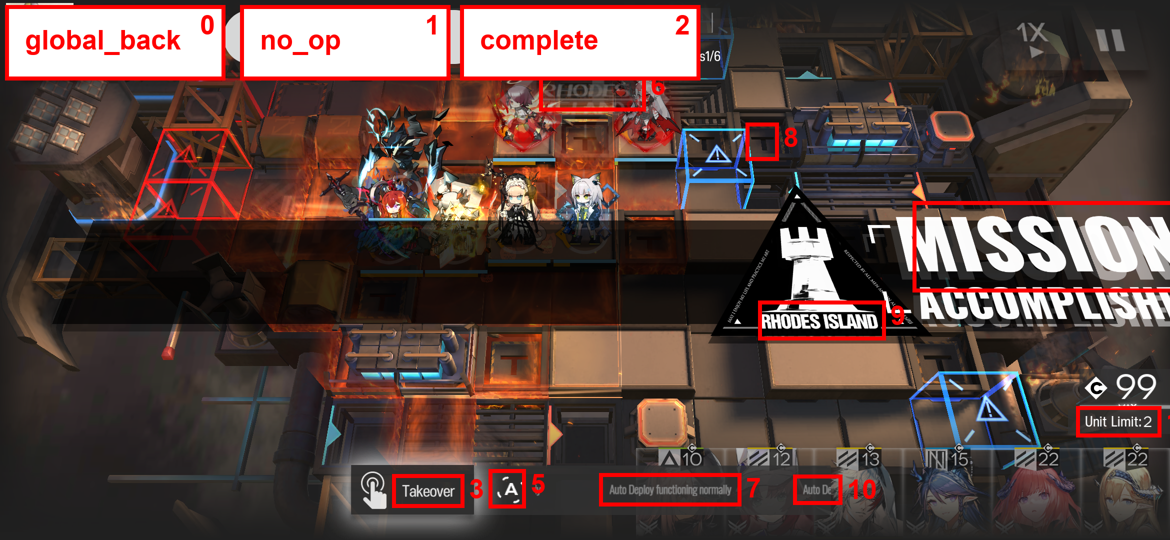 global_back 0
no_op 1
complete 2
s1/6
1X
RHODES
ISLAND
6
8
MISSION
ACCOMPLISH
RHODES ISLAND
9
99
Unit Limit:2
10
12
13
15
22
22
Takeover 3
A 5
Auto Deploy functioning normally 7
Auto De 10